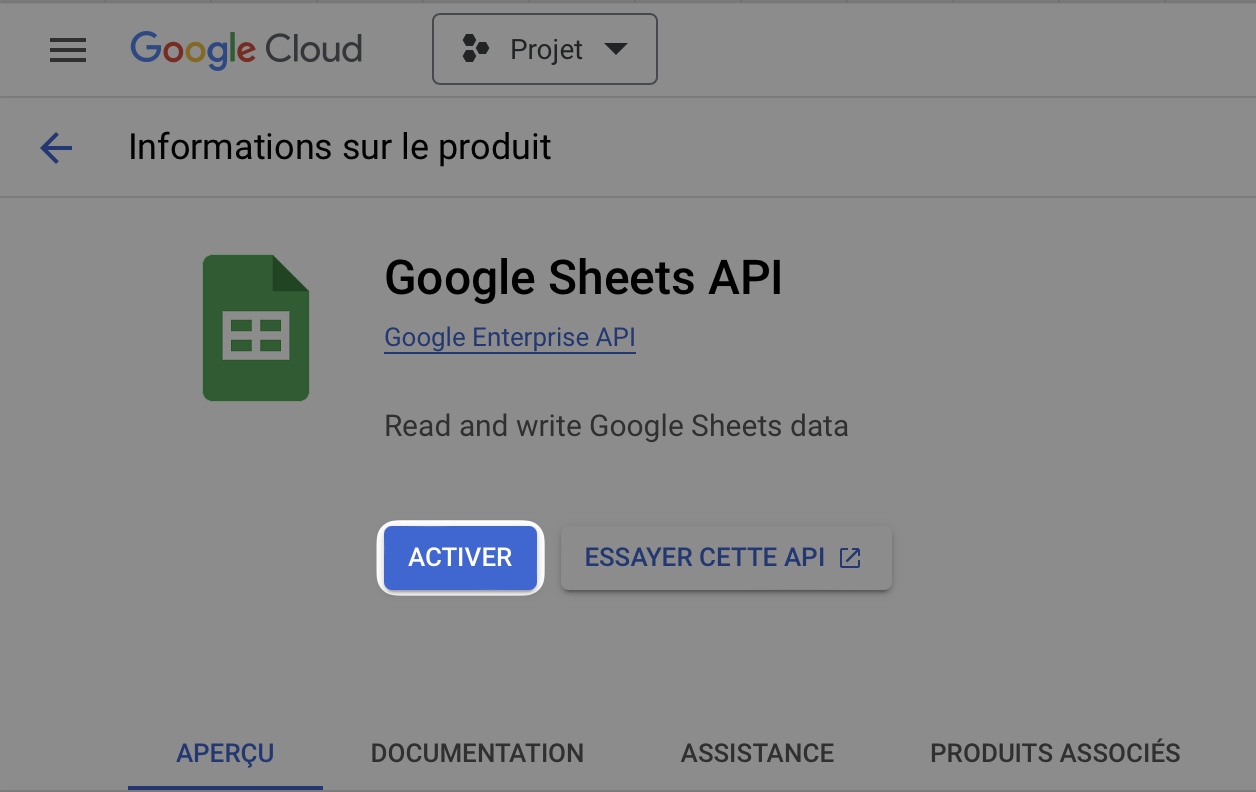 Google Cloud
Projet
Informations sur le produit
Google Sheets API
Google Enterprise API
Read and write Google Sheets data
ACTIVER
ESSAYER CETTE API
APERÇU
DOCUMENTATION
ASSISTANCE
PRODUITS ASSOCIÉS